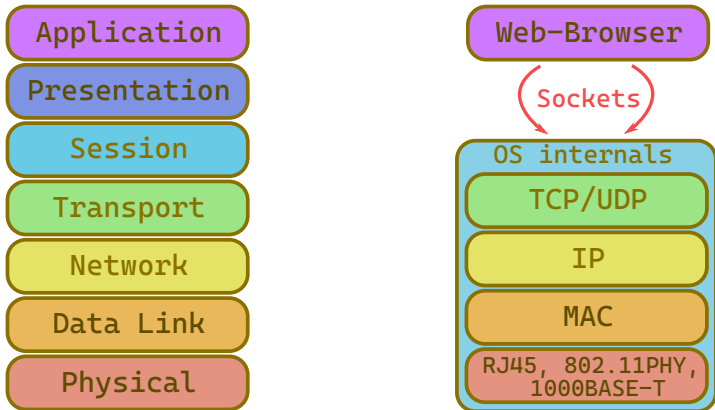 Application
Presentation
Session
Transport
Network
Data Link
Physical
Web-Browser
Sockets
OS internals
TCP/UDP
IP
MAC
RJ45, 802.11PHY,
1000BASE-T